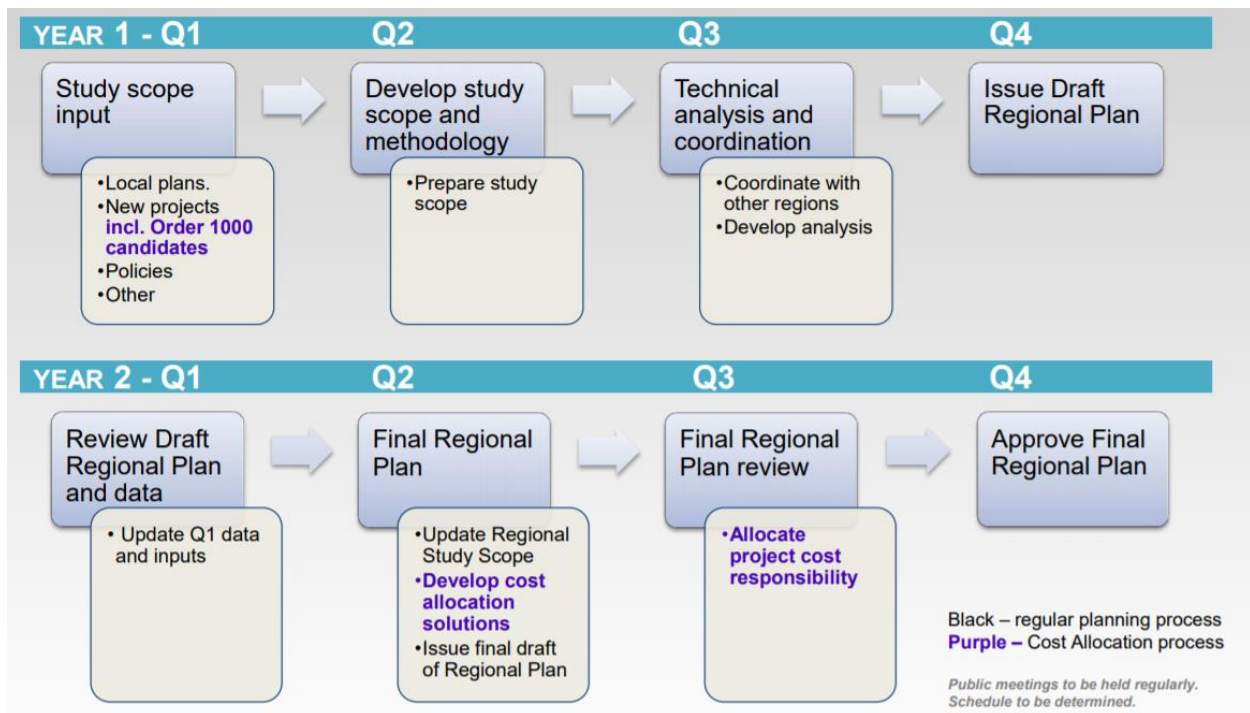 YEAR 1 - Q1 Q2 Q3 Q4
Study scope
input
•Local plans.
•New projects
incl. Order 1000
candidates
•Policies
•Other
Develop study
scope and
methodology
•Prepare study
scope
Technical
analysis and
coordination
•Coordinate with
other regions
•Develop analysis
Issue Draft
Regional Plan
YEAR 2 - Q1 Q2 Q3 Q4
Review Draft
Regional Plan
and data
• Update Q1 data
and inputs
Final Regional
Plan
•Update Regional
Study Scope
•Develop cost
allocation
solutions
•Issue final draft
of Regional Plan
Final Regional
Plan review
•Allocate
project cost
responsibility
Approve Final
Regional Plan
Black – regular planning process
Purple – Cost Allocation process
Public meetings to be held regularly.
Schedule to be determined.